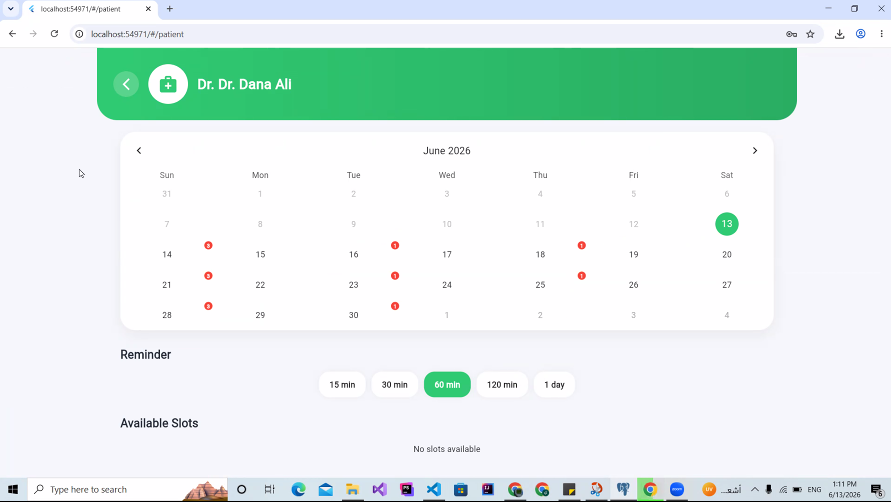 localhost:54971/#/patient
localhost:54971/#/patient
Dr. Dr. Dana Ali
June 2026
Sun Mon Tue Wed Thu Fri Sat
31 1 2 3 4 5 6
7 8 9 10 11 12 13
3 1 1
14 15 16 17 18 19 20
3 1 1
21 22 23 24 25 26 27
3 1
28 29 30 1 2 3 4
Reminder
15 min 30 min 60 min 120 min 1 day
Available Slots
No slots available
Type here to search
UV
zoom
ENG
1:11 PM
6/13/2026